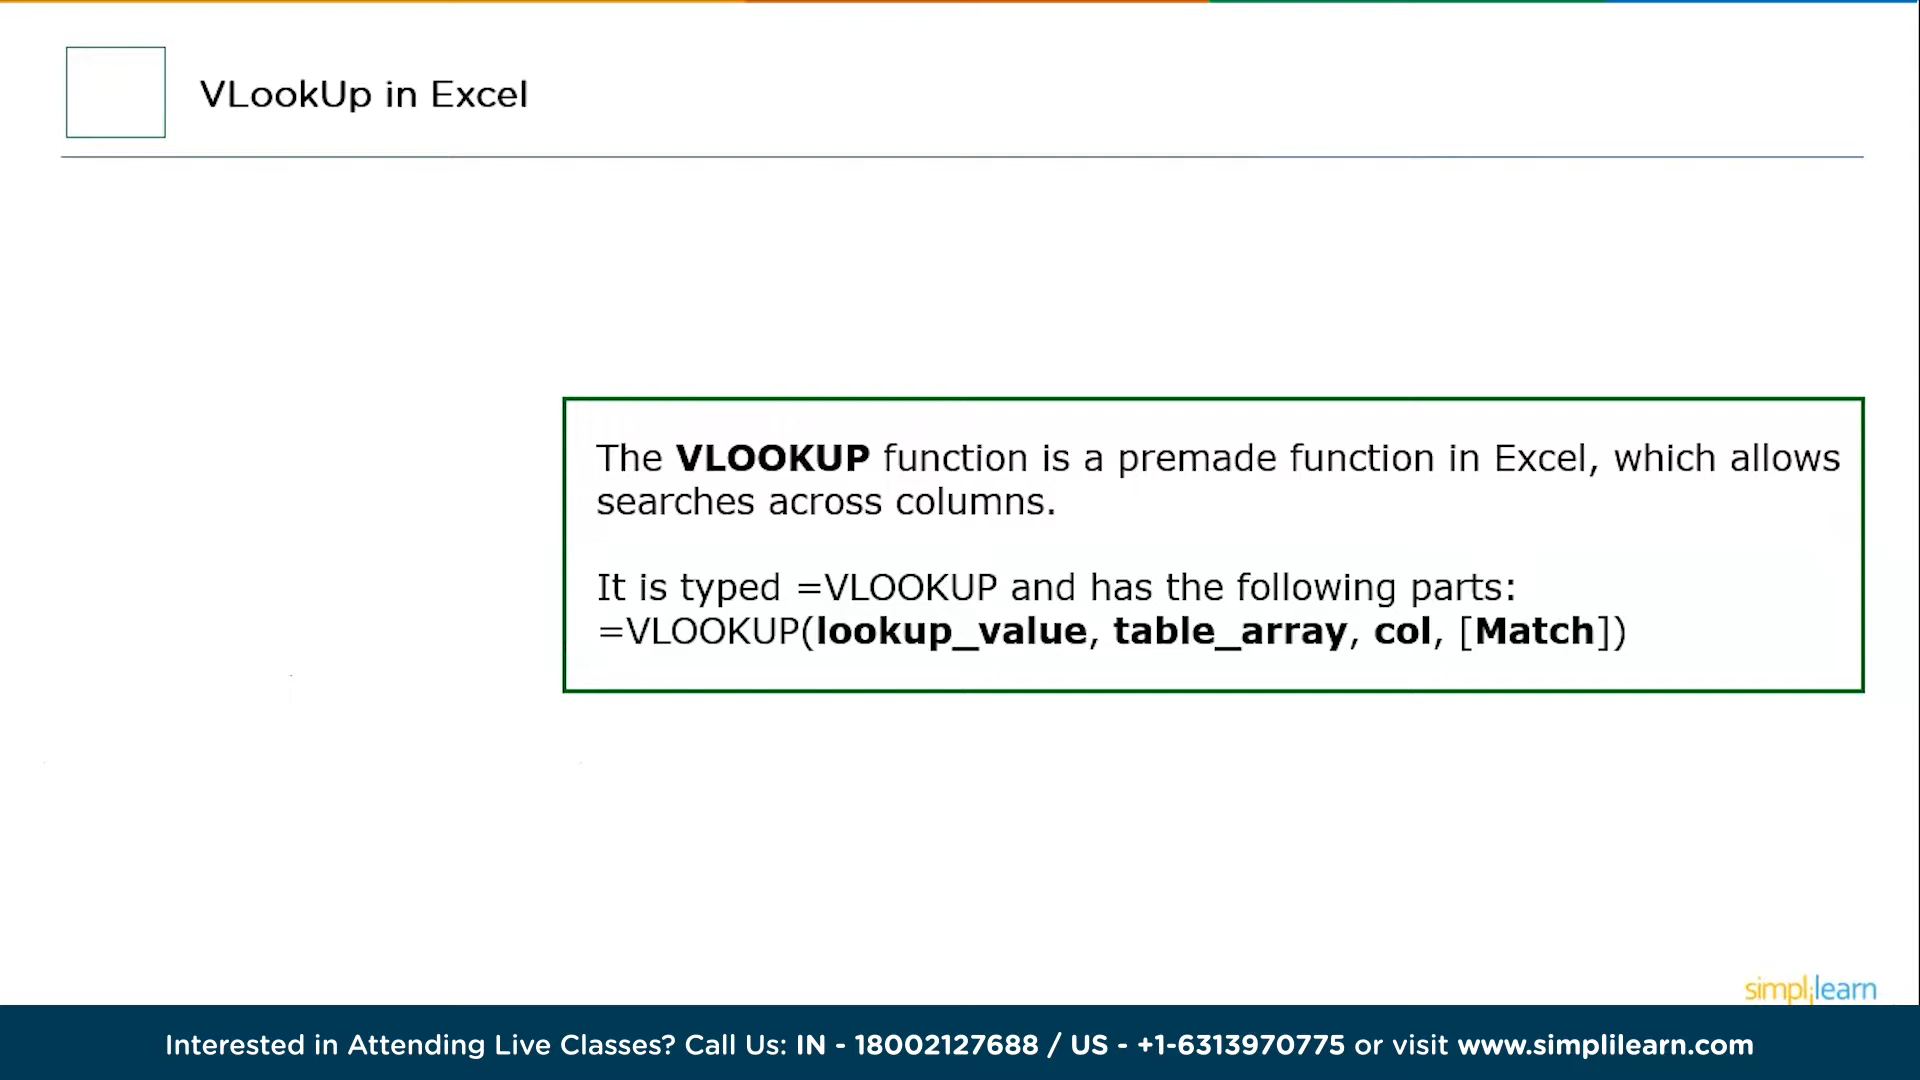 VLookUp in Excel
The VLOOKUP function is a premade function in Excel, which allows
searches across columns.
It is typed =VLOOKUP and has the following parts:
=VLOOKUP(lookup_value, table_array, col, [Match])
simplilearn
Interested in Attending Live Classes? Call Us: IN - 18002127688 / US - +1-6313970775 or visit www.simplilearn.com